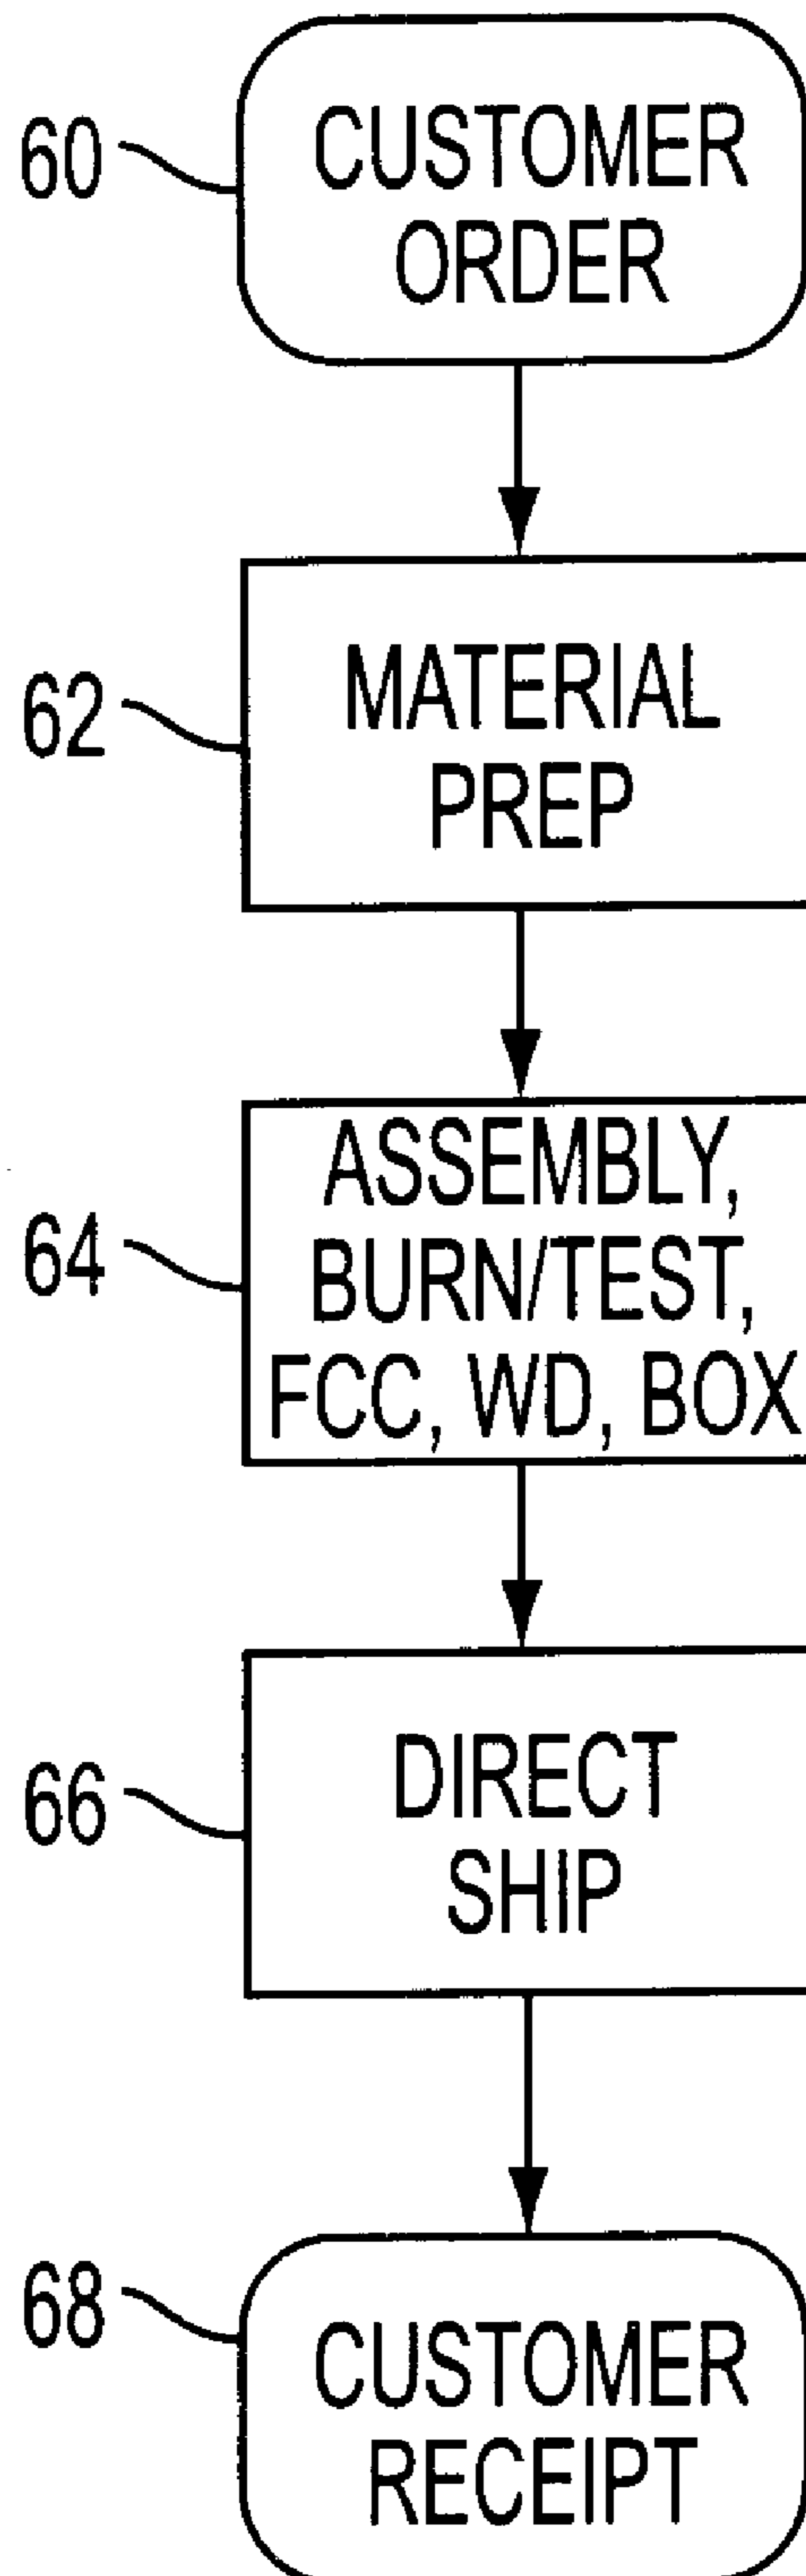 60
CUSTOMER
ORDER
62
MATERIAL
PREP
64
ASSEMBLY,
BURN/TEST,
FCC, WD, BOX
66
DIRECT
SHIP
68
CUSTOMER
RECEIPT